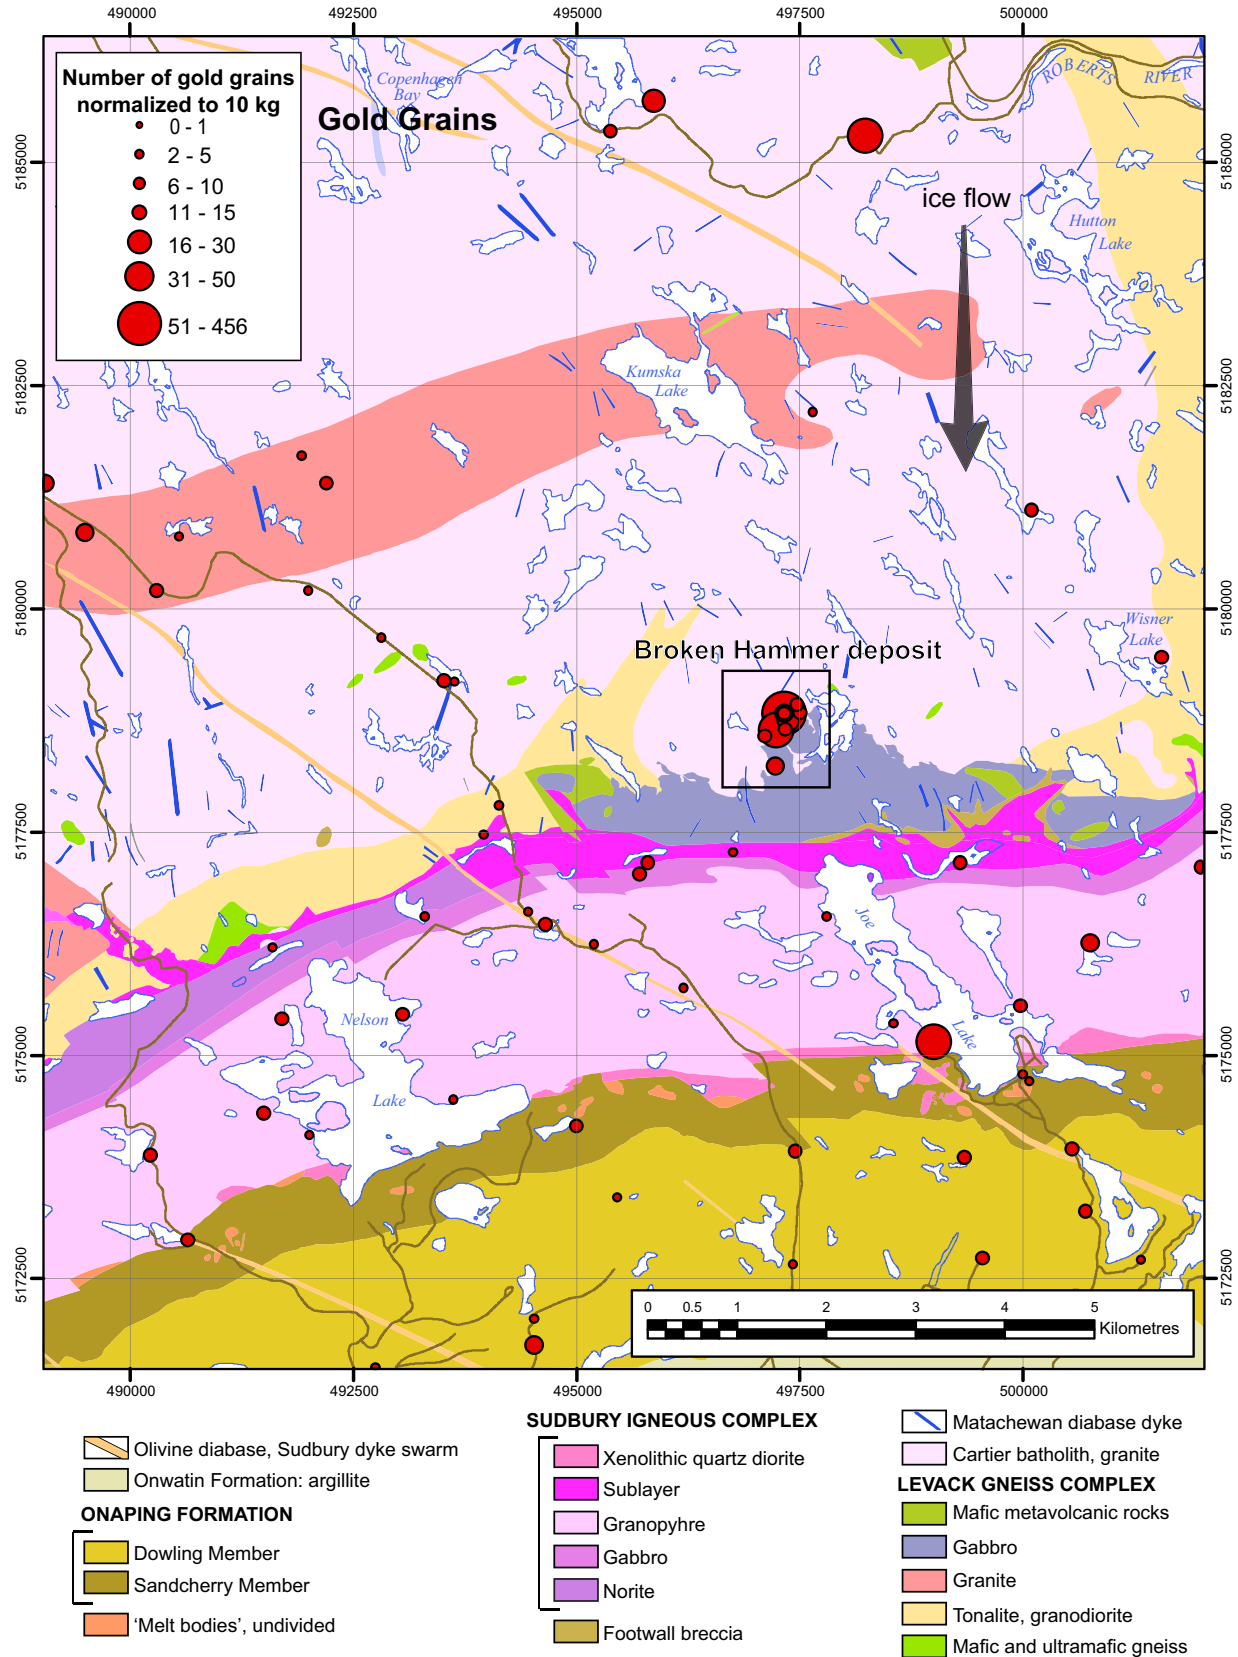 490000 492500 495000 497500 500000
Number of gold grains
normalized to 10 kg
0 - 1
2 - 5
6 - 10
11 - 15
16 - 30
31 - 50
51 - 456
Gold Grains
Copenhagen
Bay
ROBERTS RIVER
5185000 5185000
ice flow
Hutton
Lake
Kumska
Lake
5182500 5182500
5180000 5180000
Wisner
Lake
Broken Hammer deposit
5177500 5177500
Joe
Lake
Nelson
Lake
5175000 5175000
5172500 5172500
0 0.5 1 2 3 4 5
Kilometres
490000 492500 495000 497500 500000
Olivine diabase, Sudbury dyke swarm
Onwatin Formation: argillite
ONAPING FORMATION
Dowling Member
Sandcherry Member
‘Melt bodies’, undivided
SUDBURY IGNEOUS COMPLEX
Xenolithic quartz diorite
Sublayer
Granopyhre
Gabbro
Norite
Footwall breccia
Matachewan diabase dyke
Cartier batholith, granite
LEVACK GNEISS COMPLEX
Mafic metavolcanic rocks
Gabbro
Granite
Tonalite, granodiorite
Mafic and ultramafic gneiss